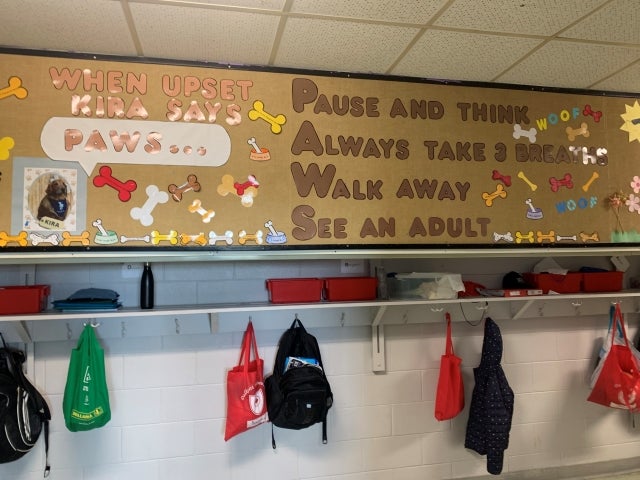 WHEN UPSET
KIRA SAYS
PAWS...
KIRA
PAUSE AND THINK
ALWAYS TAKE 3 BREATHS
WALK AWAY
SEE AN ADULT
WOOF
WOOF